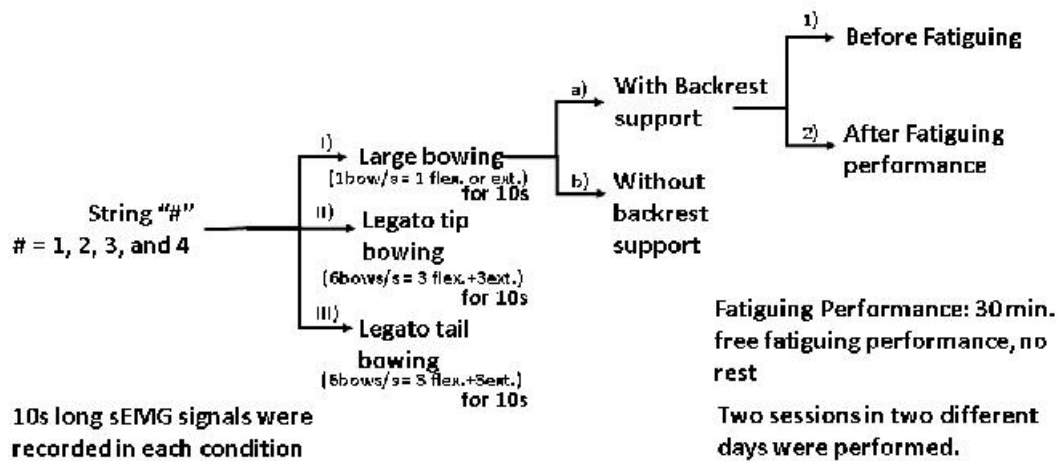 String "#"
# = 1, 2, 3, and 4
I)
Large bowing
(1bow/s= 1 flex. or ext.)
for 10s
II)
Legato tip
bowing
(6bows/s= 3 flex.+3ext.)
for 10s
III)
Legato tail
bowing
(6bows/s= 3 flex.+3ext.)
for 10s
a)
With Backrest
support
b)
Without
backrest
support
1)
Before Fatiguing
2)
After Fatiguing
performance
10s long sEMG signals were
recorded in each condition
Fatiguing Performance: 30 min.
free fatiguing performance, no
rest
Two sessions in two different
days were performed.